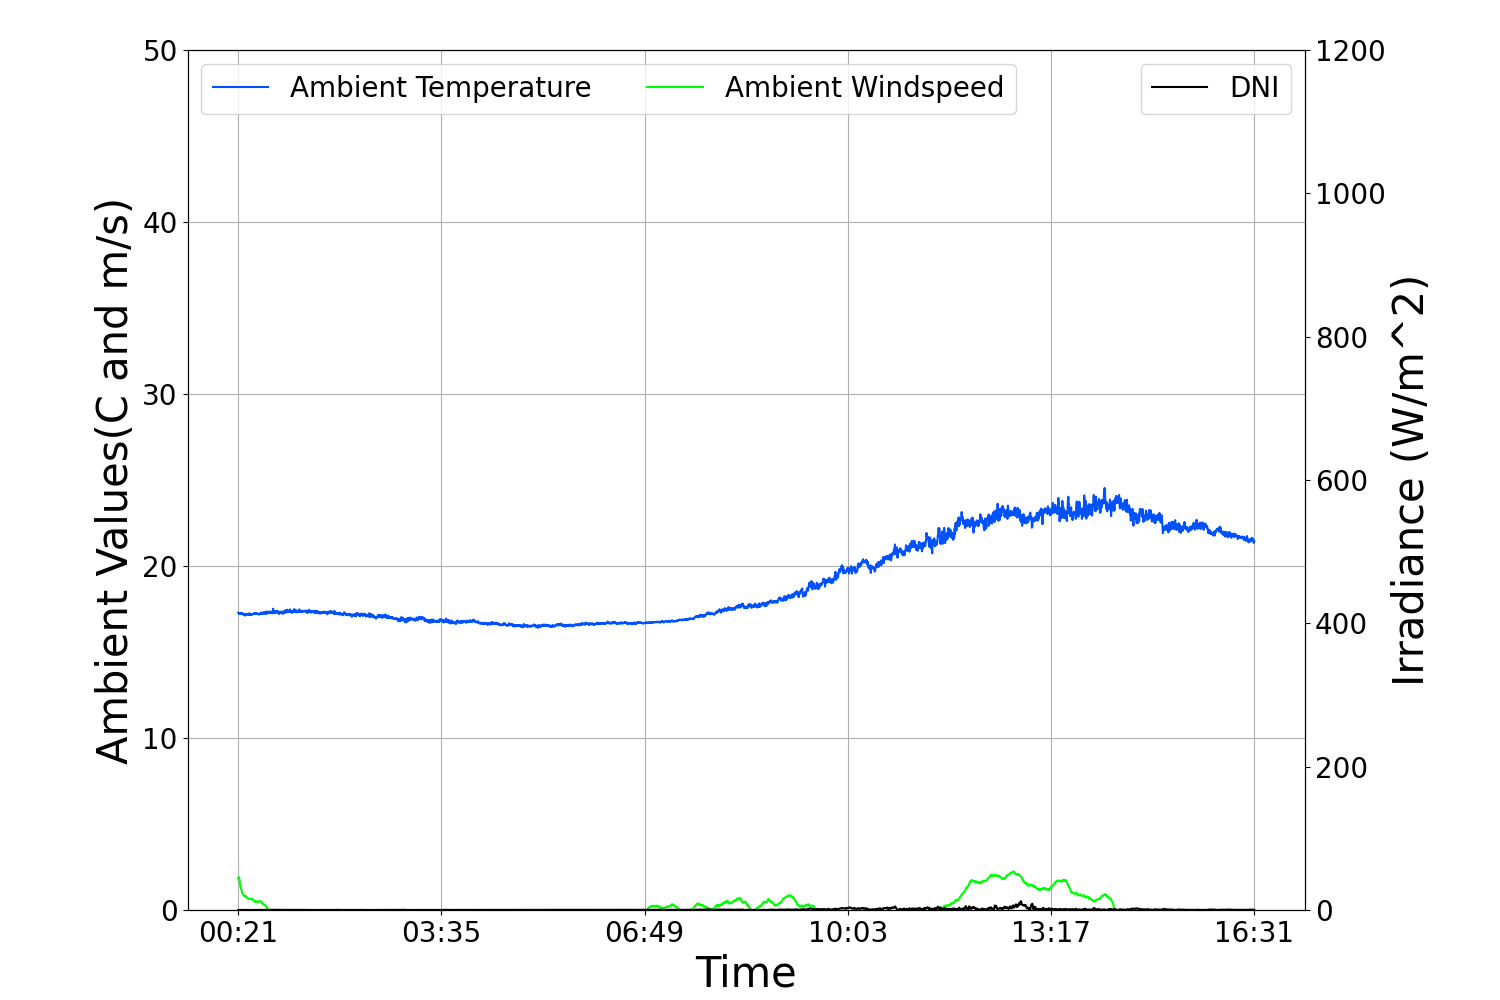 Ambient Temperature Ambient Windspeed DNI
Ambient Values(C and m/s)
50
40
30
20
10
0
1200
1000
800
600
400
200
0
Irradiance (W/m^2)
00:21 03:35 06:49 10:03 13:17 16:31
Time